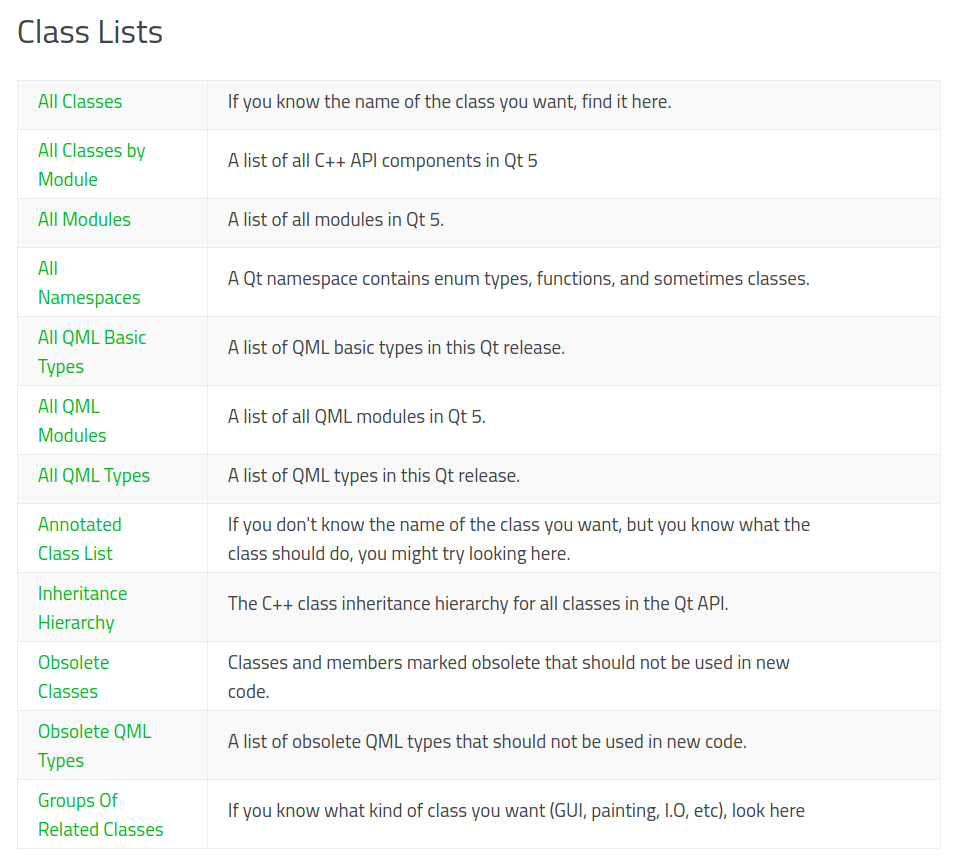 Class Lists
All Classes
If you know the name of the class you want, find it here.
All Classes by
Module
A list of all C++ API components in Qt 5
All Modules
A list of all modules in Qt 5.
All
Namespaces
A Qt namespace contains enum types, functions, and sometimes classes.
All QML Basic
Types
A list of QML basic types in this Qt release.
All QML
Modules
A list of all QML modules in Qt 5.
All QML Types
A list of QML types in this Qt release.
Annotated
Class List
If you don't know the name of the class you want, but you know what the
class should do, you might try looking here.
Inheritance
Hierarchy
The C++ class inheritance hierarchy for all classes in the Qt API.
Obsolete
Classes
Classes and members marked obsolete that should not be used in new
code.
Obsolete QML
Types
A list of obsolete QML types that should not be used in new code.
Groups Of
Related Classes
If you know what kind of class you want (GUI, painting, I.O, etc), look here